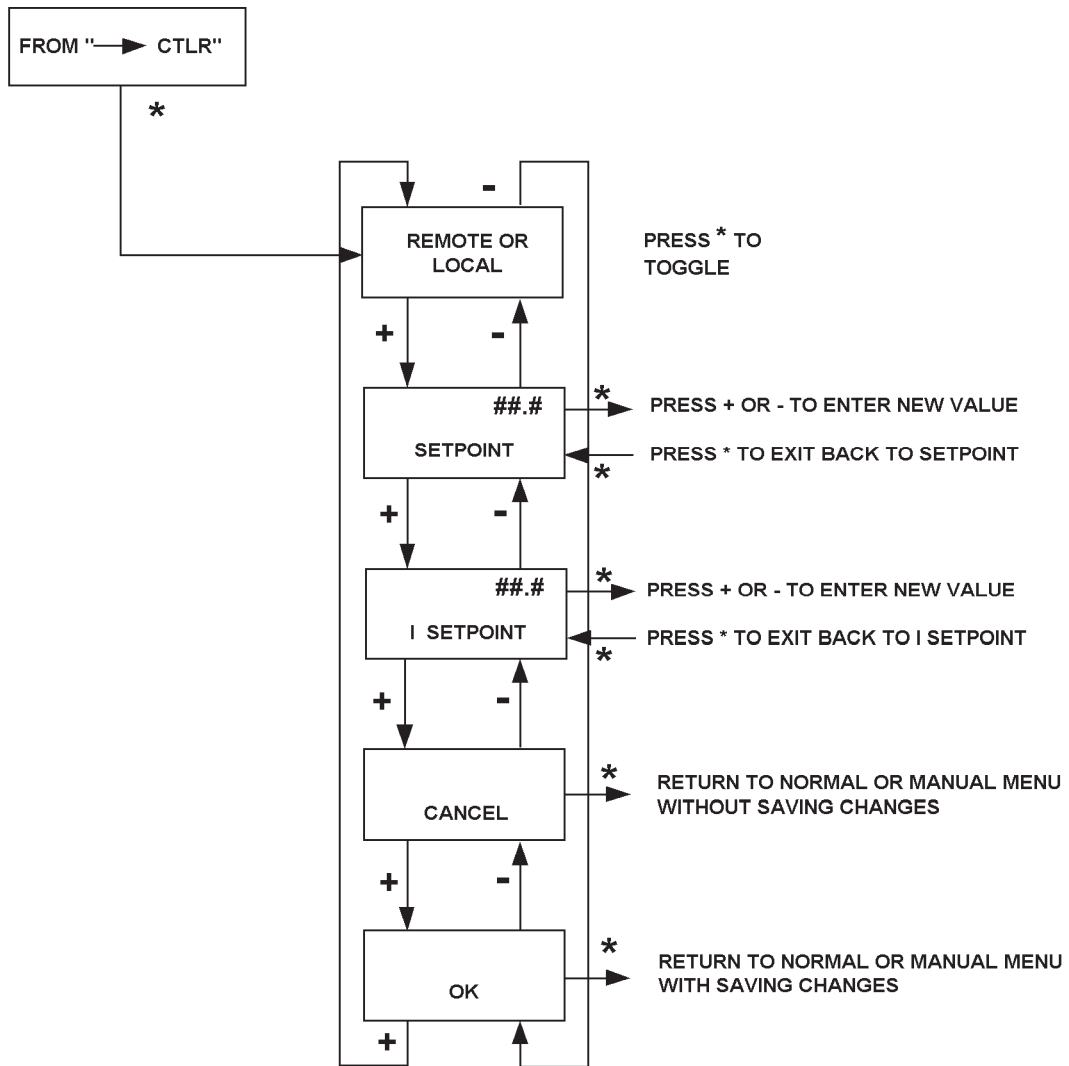 FROM "→ CTLR"
*
-
REMOTE OR
LOCAL
PRESS * TO
TOGGLE
+
-
##.#
SETPOINT
*
PRESS + OR - TO ENTER NEW VALUE
PRESS * TO EXIT BACK TO SETPOINT
*
+
-
##.#
I SETPOINT
*
PRESS + OR - TO ENTER NEW VALUE
PRESS * TO EXIT BACK TO I SETPOINT
*
+
-
CANCEL
*
RETURN TO NORMAL OR MANUAL MENU
WITHOUT SAVING CHANGES
+
-
OK
*
RETURN TO NORMAL OR MANUAL MENU
WITH SAVING CHANGES
+